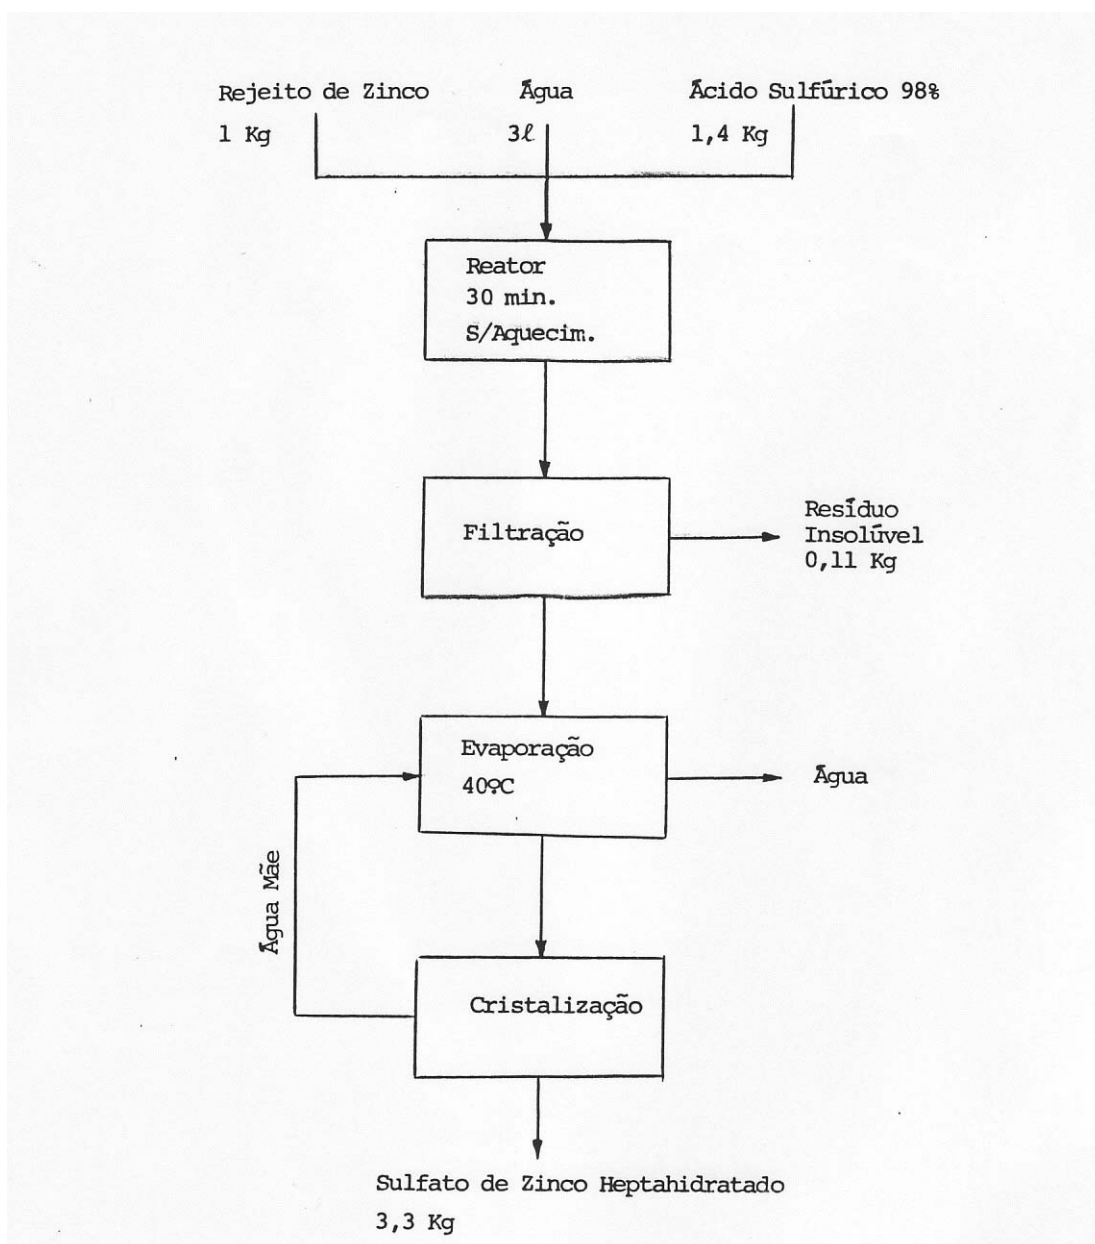 Rejeito de Zinco
1 Kg
Água
3ℓ
Ácido Sulfúrico 98%
1,4 Kg
Reator
30 min.
S/Aquecim.
Filtração
Resíduo
Insolúvel
0,11 Kg
Evaporação
40ºC
Água
Água Mãe
Cristalização
Sulfato de Zinco Heptahidratado
3,3 Kg